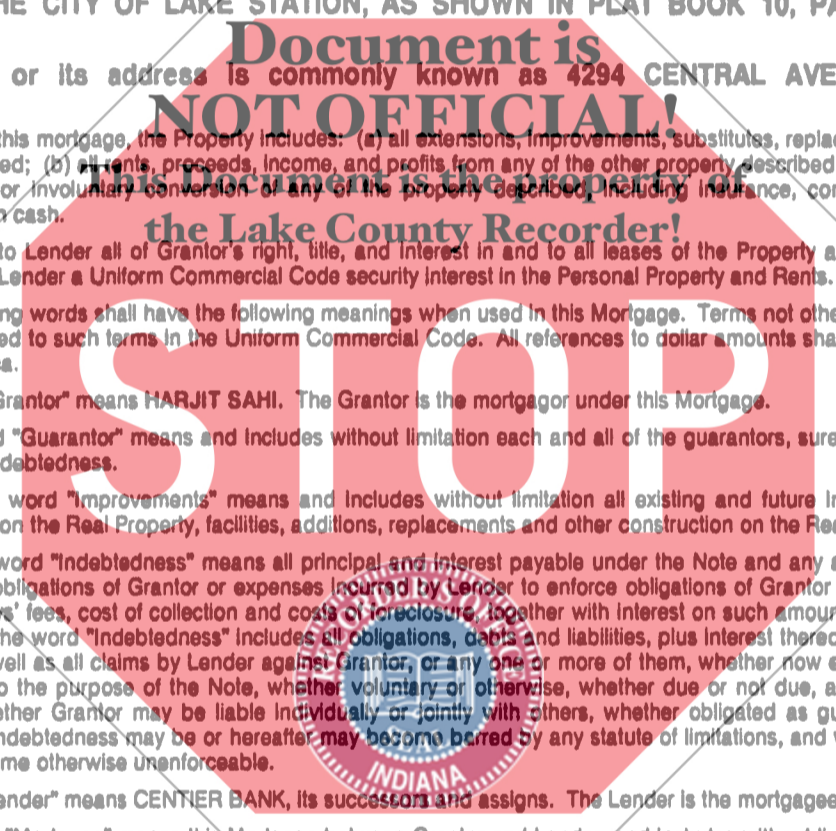 HE CITY OF LAKE STATION, AS SHOWN IN PLAT BOOK 10, PA
Document is
or its address is commonly known as 4294 CENTRAL AVE
NOT OFFICIAL!
this mortgage, the Property includes: (a) all extensions, improvements, substitutes, replac
ed; (b) all rents, proceeds, income, and profits from any of the other property described
This Document is the property of
or involuntary conversion of any of the property described, including insurance, co
n cash.
the Lake County Recorder!
to Lender all of Grantor's right, title, and interest in and to all leases of the Property a
Lender a Uniform Commercial Code security interest in the Personal Property and Rents.
ng words shall have the following meanings when used in this Mortgage. Terms not othe
ed to such terms in the Uniform Commercial Code. All references to dollar amounts sha
a.
STOP
Grantor" means HARJIT SAHI. The Grantor is the mortgagor under this Mortgage.
d "Guarantor" means and includes without limitation each and all of the guarantors, sure
debtedness.
word "Improvements" means and includes without limitation all existing and future i
on the Real Property, facilities, additions, replacements and other construction on the Re
word "Indebtedness" means all principal and interest payable under the Note and any a
obligations of Grantor or expenses incurred by Lender to enforce obligations of Grantor
s' fees, cost of collection and costs of foreclosure, together with interest on such amou
he word "Indebtedness" includes all obligations, debts and liabilities, plus interest thereo
well as all claims by Lender against Grantor, or any one or more of them, whether now e
o the purpose of the Note, whether voluntary or otherwise, whether due or not due, a
ether Grantor may be liable individually or jointly with others, whether obligated as gu
ndebtedness may be or hereafter may become barred by any statute of limitations, and
me otherwise unenforceable.
RECORDER'S OFFICE
INDIANA
ender" means CENTIER BANK, its successors and assigns. The Lender is the mortgagee